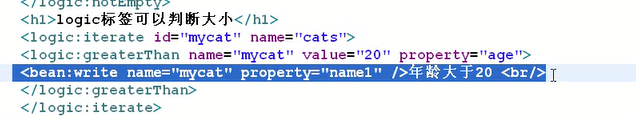 </logic:notEmpty>
<h1>logic标签可以判断大小</h1>
<logic:iterate id="mycat" name="cats">
<logic:greaterThan name="mycat" value="20" property="age">
<bean:write name="mycat" property="name1" />年龄大于20 <br/>
</logic:greaterThan>
</logic:iterate>